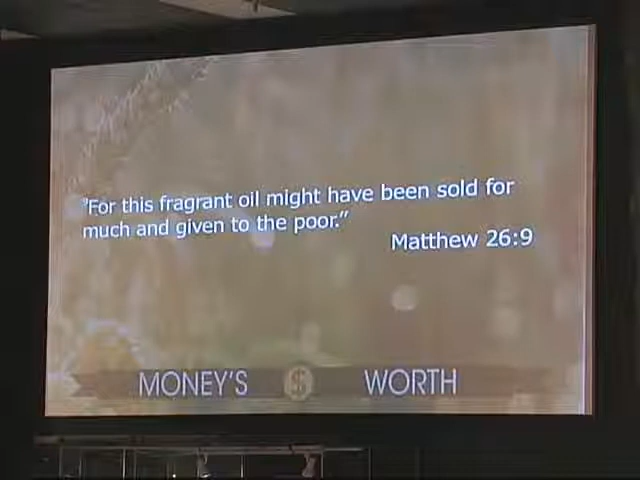 "For this fragrant oil might have been sold for
much and given to the poor."
Matthew 26:9
MONEY'S $ WORTH